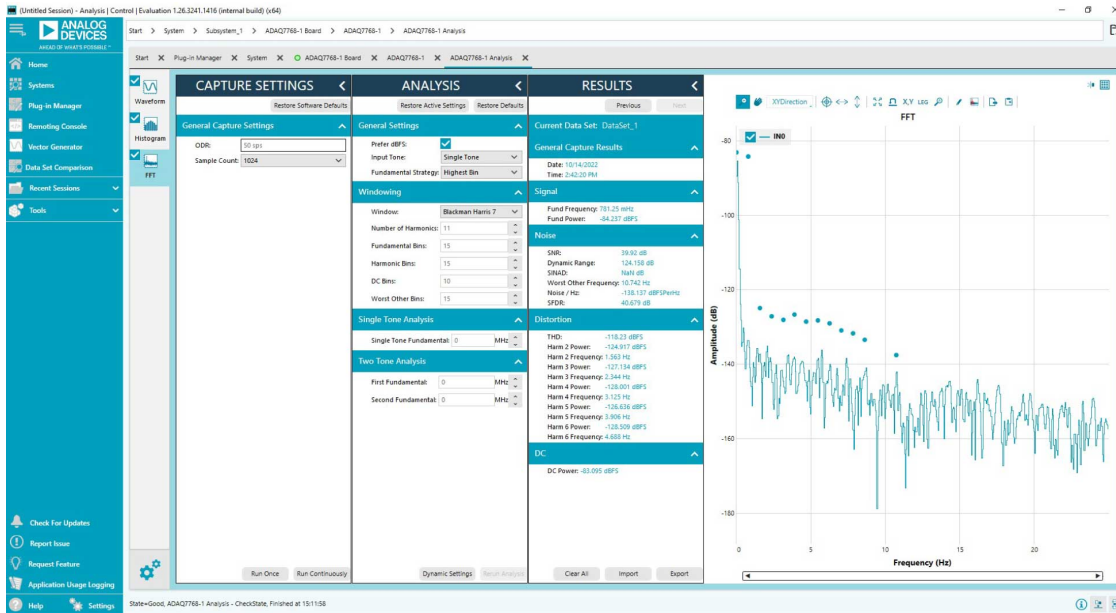 (Untitled Session) - Analysis | Control | Evaluation 1.26.3241.1416 (internal build) (x64)
ANALOG
DEVICES
AHEAD OF WHAT'S POSSIBLE™
Start > System > Subsystem_1 > ADAQ7768-1 Board > ADAQ7768-1 > ADAQ7768-1 Analysis
Start Plug-in Manager System ADAQ7768-1 Board ADAQ7768-1 ADAQ7768-1 Analysis
Home
Systems
Plug-in Manager
Remoting Console
Vector Generator
Data Set Comparison
Recent Sessions
Tools
Check For Updates
Report Issue
Request Feature
Application Usage Logging
Help Settings
Waveform
Histogram
FFT
CAPTURE SETTINGS
Restore Software Defaults
General Capture Settings
ODR: 50 sps
Sample Count: 1024
Run Once Run Continuously
ANALYSIS
Restore Active Settings Restore Defaults
General Settings
Prefer dBFS:
Input Tone: Single Tone
Fundamental Strategy: Highest Bin
Windowing
Window: Blackman Harris 7
Number of Harmonics: 11
Fundamental Bins: 15
Harmonic Bins: 15
DC Bins: 10
Worst Other Bins: 15
Single Tone Analysis
Single Tone Fundamental: 0 MHz
Two Tone Analysis
First Fundamental: 0 MHz
Second Fundamental: 0 MHz
Dynamic Settings Rerun Analysis
RESULTS
Previous Next
Current Data Set: DataSet_1
General Capture Results
Date: 10/14/2022
Time: 2:42:20 PM
Signal
Fund Frequency: 781.25 mHz
Fund Power: -84.237 dBFS
Noise
SNR: 39.92 dB
Dynamic Range: 124.158 dB
SINAD: NaN dB
Worst Other Frequency: 10.742 Hz
Noise / Hz: -138.137 dBFSPerHz
SFDR: 40.679 dB
Distortion
THD: -118.23 dBFS
Harm 2 Power: -124.917 dBFS
Harm 2 Frequency: 1.563 Hz
Harm 3 Power: -127.134 dBFS
Harm 3 Frequency: 2.344 Hz
Harm 4 Power: -128.001 dBFS
Harm 4 Frequency: 3.125 Hz
Harm 5 Power: -126.636 dBFS
Harm 5 Frequency: 3.906 Hz
Harm 6 Power: -128.509 dBFS
Harm 6 Frequency: 4.688 Hz
DC
DC Power: -83.095 dBFS
Clear All Import Export
XYDirection X,Y LEG
FFT
IN0
-80
-100
-120
-140
-160
-180
Amplitude (dB)
0 5 10 15 20
Frequency (Hz)
State=Good, ADAQ7768-1 Analysis - CheckState, Finished at 15:11:58